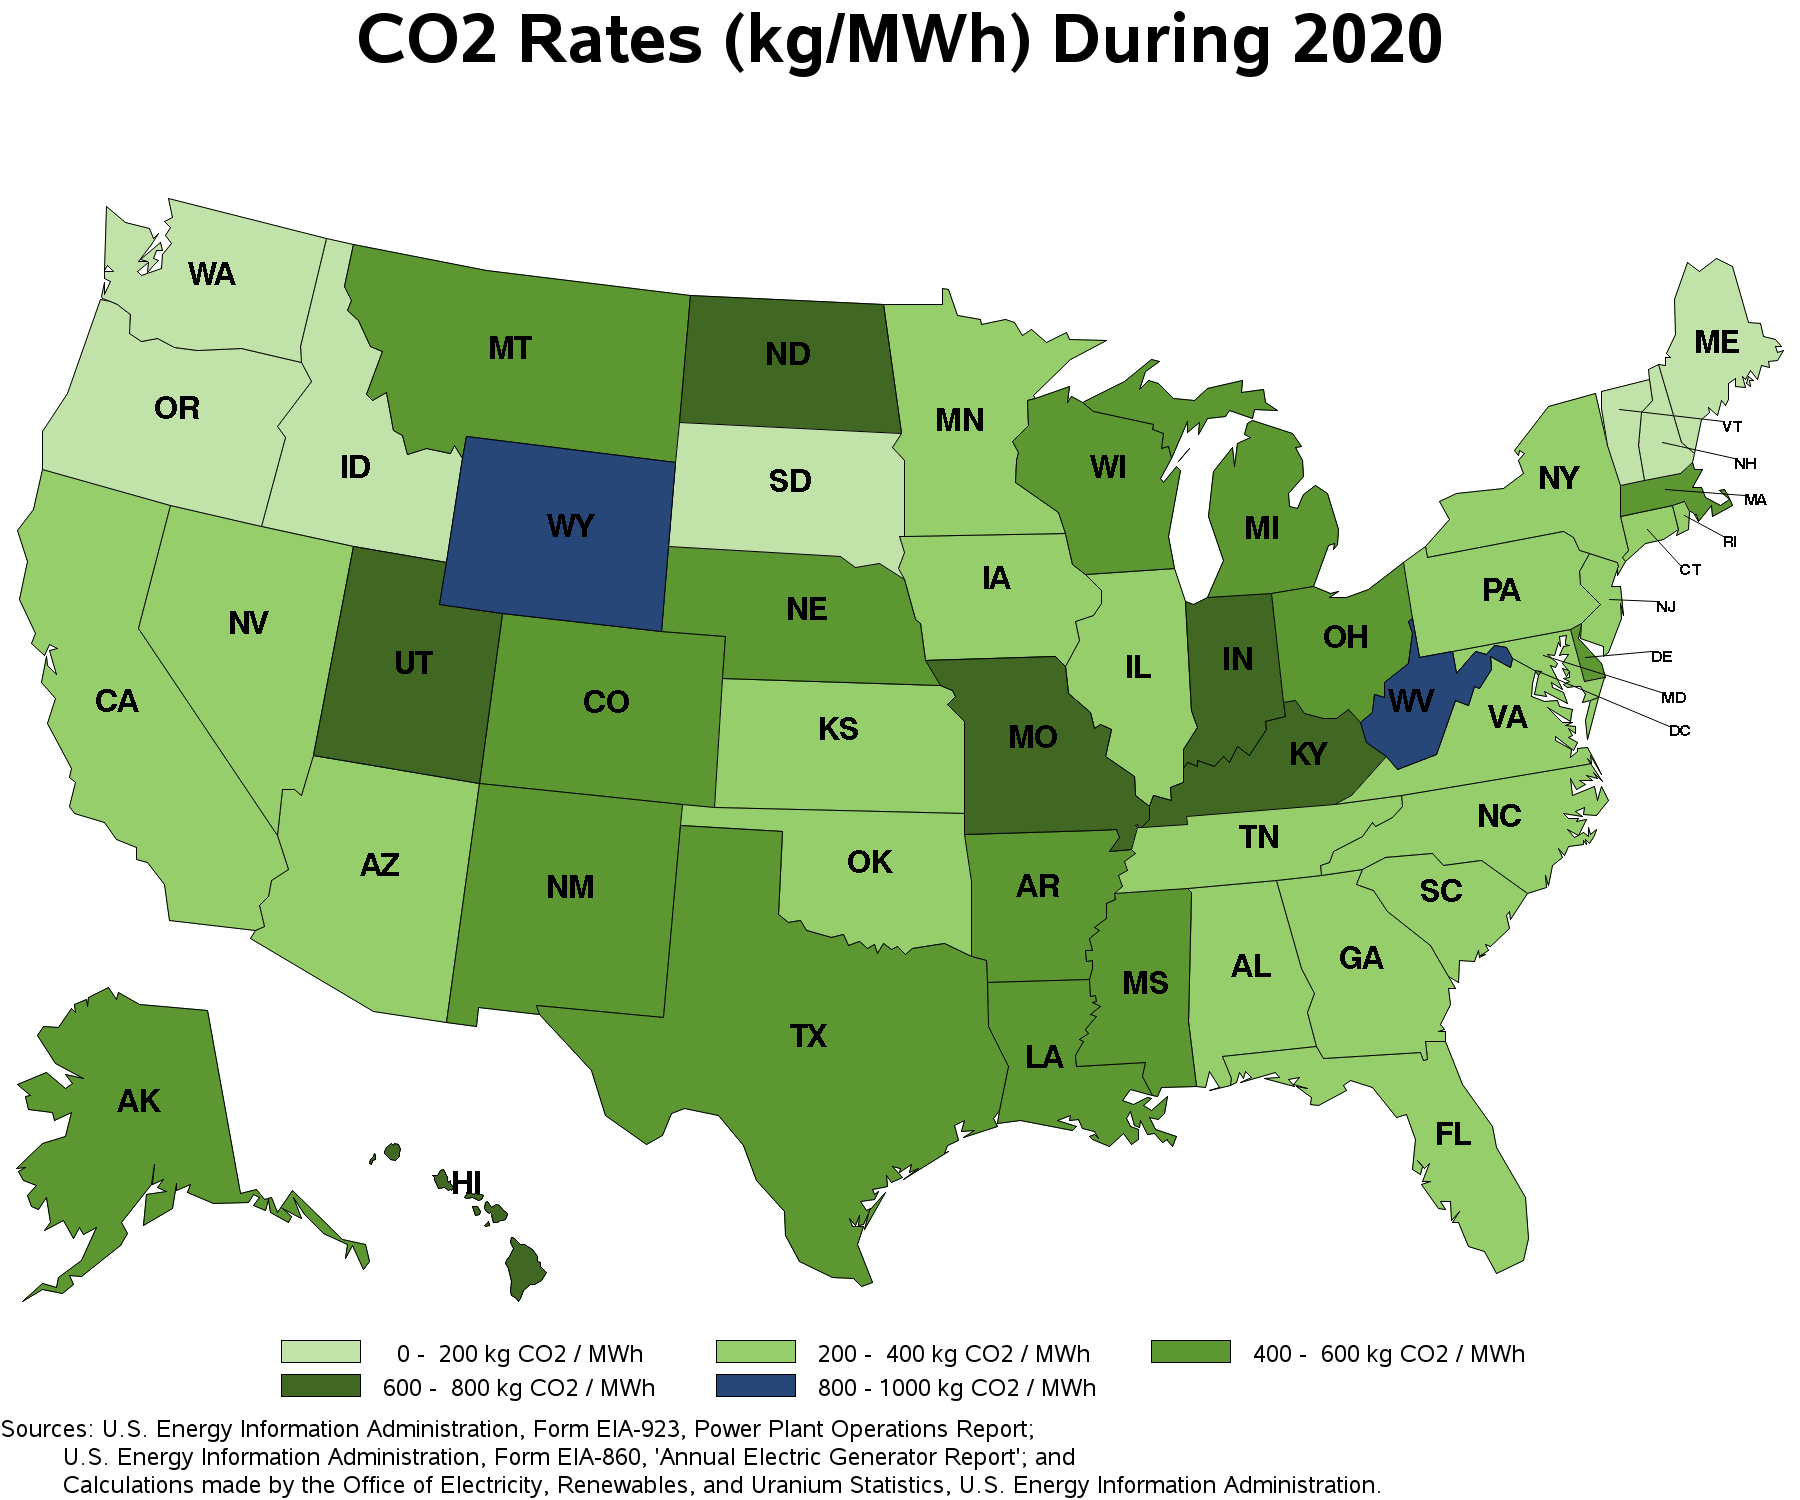 CO2 Rates (kg/MWh) During 2020
WA
MT
ND
ME
OR
MN
VT
ID
SD
WI
NH
NY
MA
WY
MI
RI
CT
IA
PA
NE
NJ
NV
OH
UT
IL
IN
DE
CA
CO
WV
MD
KS
MO
VA
DC
KY
AZ
OK
TN
NC
NM
AR
SC
MS
AL
GA
TX
LA
AK
FL
HI
0 - 200 kg CO2 / MWh
200 - 400 kg CO2 / MWh
400 - 600 kg CO2 / MWh
600 - 800 kg CO2 / MWh
800 - 1000 kg CO2 / MWh
Sources: U.S. Energy Information Administration, Form EIA-923, Power Plant Operations Report;
U.S. Energy Information Administration, Form EIA-860, 'Annual Electric Generator Report'; and
Calculations made by the Office of Electricity, Renewables, and Uranium Statistics, U.S. Energy Information Administration.